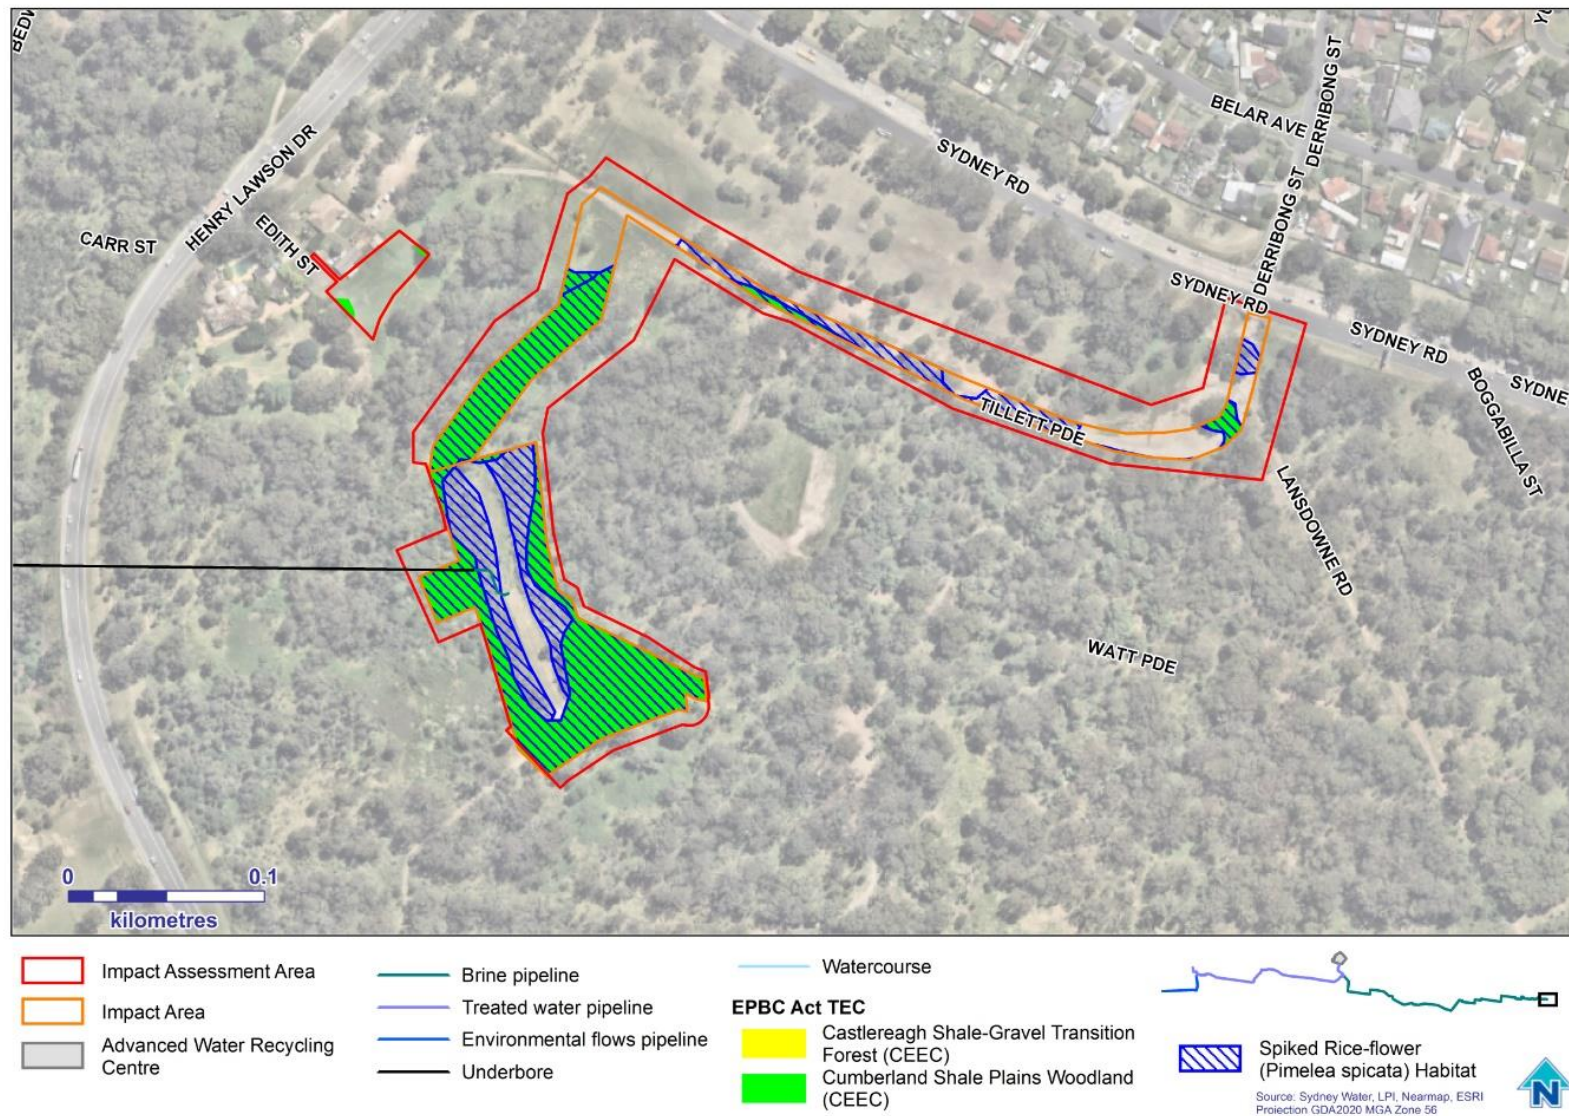 BEDW
YO
DERRIBONG ST
BELAR AVE
SYDNEY RD
HENRY LAWSON DR
CARR ST
EDITH ST
DERRIBONG ST
SYDNEY RD
SYDNEY RD
SYDNE
BOGGABILLA ST
TILLETT PDE
LANSDOWNE RD
WATT PDE
0 0.1
kilometres
Impact Assessment Area
Impact Area
Advanced Water Recycling
Centre
Brine pipeline
Treated water pipeline
Environmental flows pipeline
Underbore
Watercourse
EPBC Act TEC
Castlereagh Shale-Gravel Transition
Forest (CEEC)
Cumberland Shale Plains Woodland
(CEEC)
Spiked Rice-flower
(Pimelea spicata) Habitat
Source: Sydney Water, LPI, Nearmap, ESRI
Projection GDA2020 MGA Zone 56
N